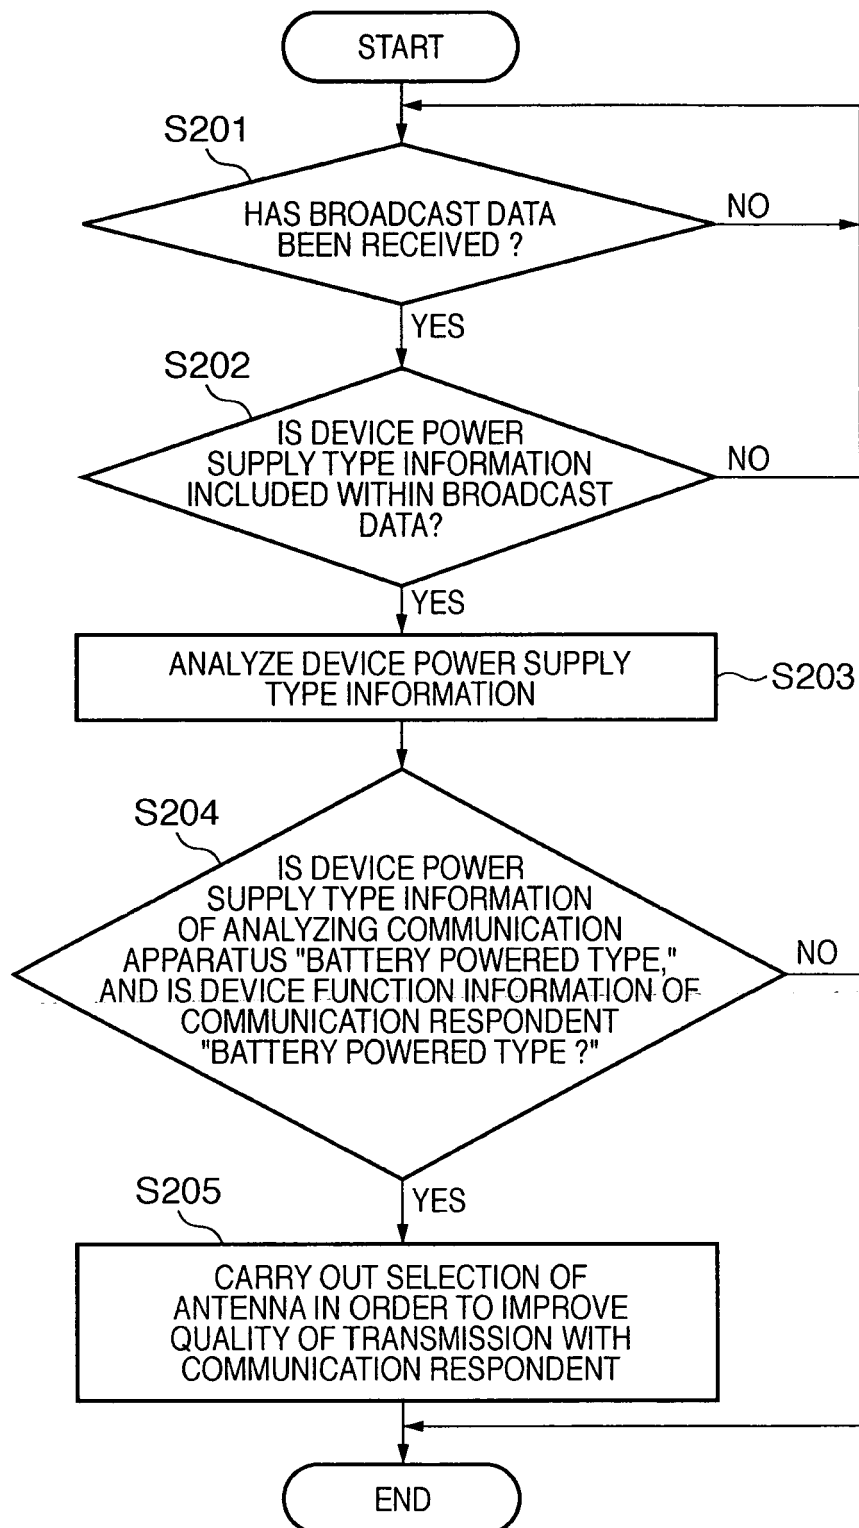 START
S201
HAS BROADCAST DATA
BEEN RECEIVED ?
NO
YES
S202
IS DEVICE POWER
SUPPLY TYPE INFORMATION
INCLUDED WITHIN BROADCAST
DATA?
NO
YES
ANALYZE DEVICE POWER SUPPLY
TYPE INFORMATION
S203
S204
IS DEVICE POWER
SUPPLY TYPE INFORMATION
OF ANALYZING COMMUNICATION
APPARATUS "BATTERY POWERED TYPE,"
AND IS DEVICE FUNCTION INFORMATION OF
COMMUNICATION RESPONDENT
"BATTERY POWERED TYPE ?"
NO
YES
S205
CARRY OUT SELECTION OF
ANTENNA IN ORDER TO IMPROVE
QUALITY OF TRANSMISSION WITH
COMMUNICATION RESPONDENT
END